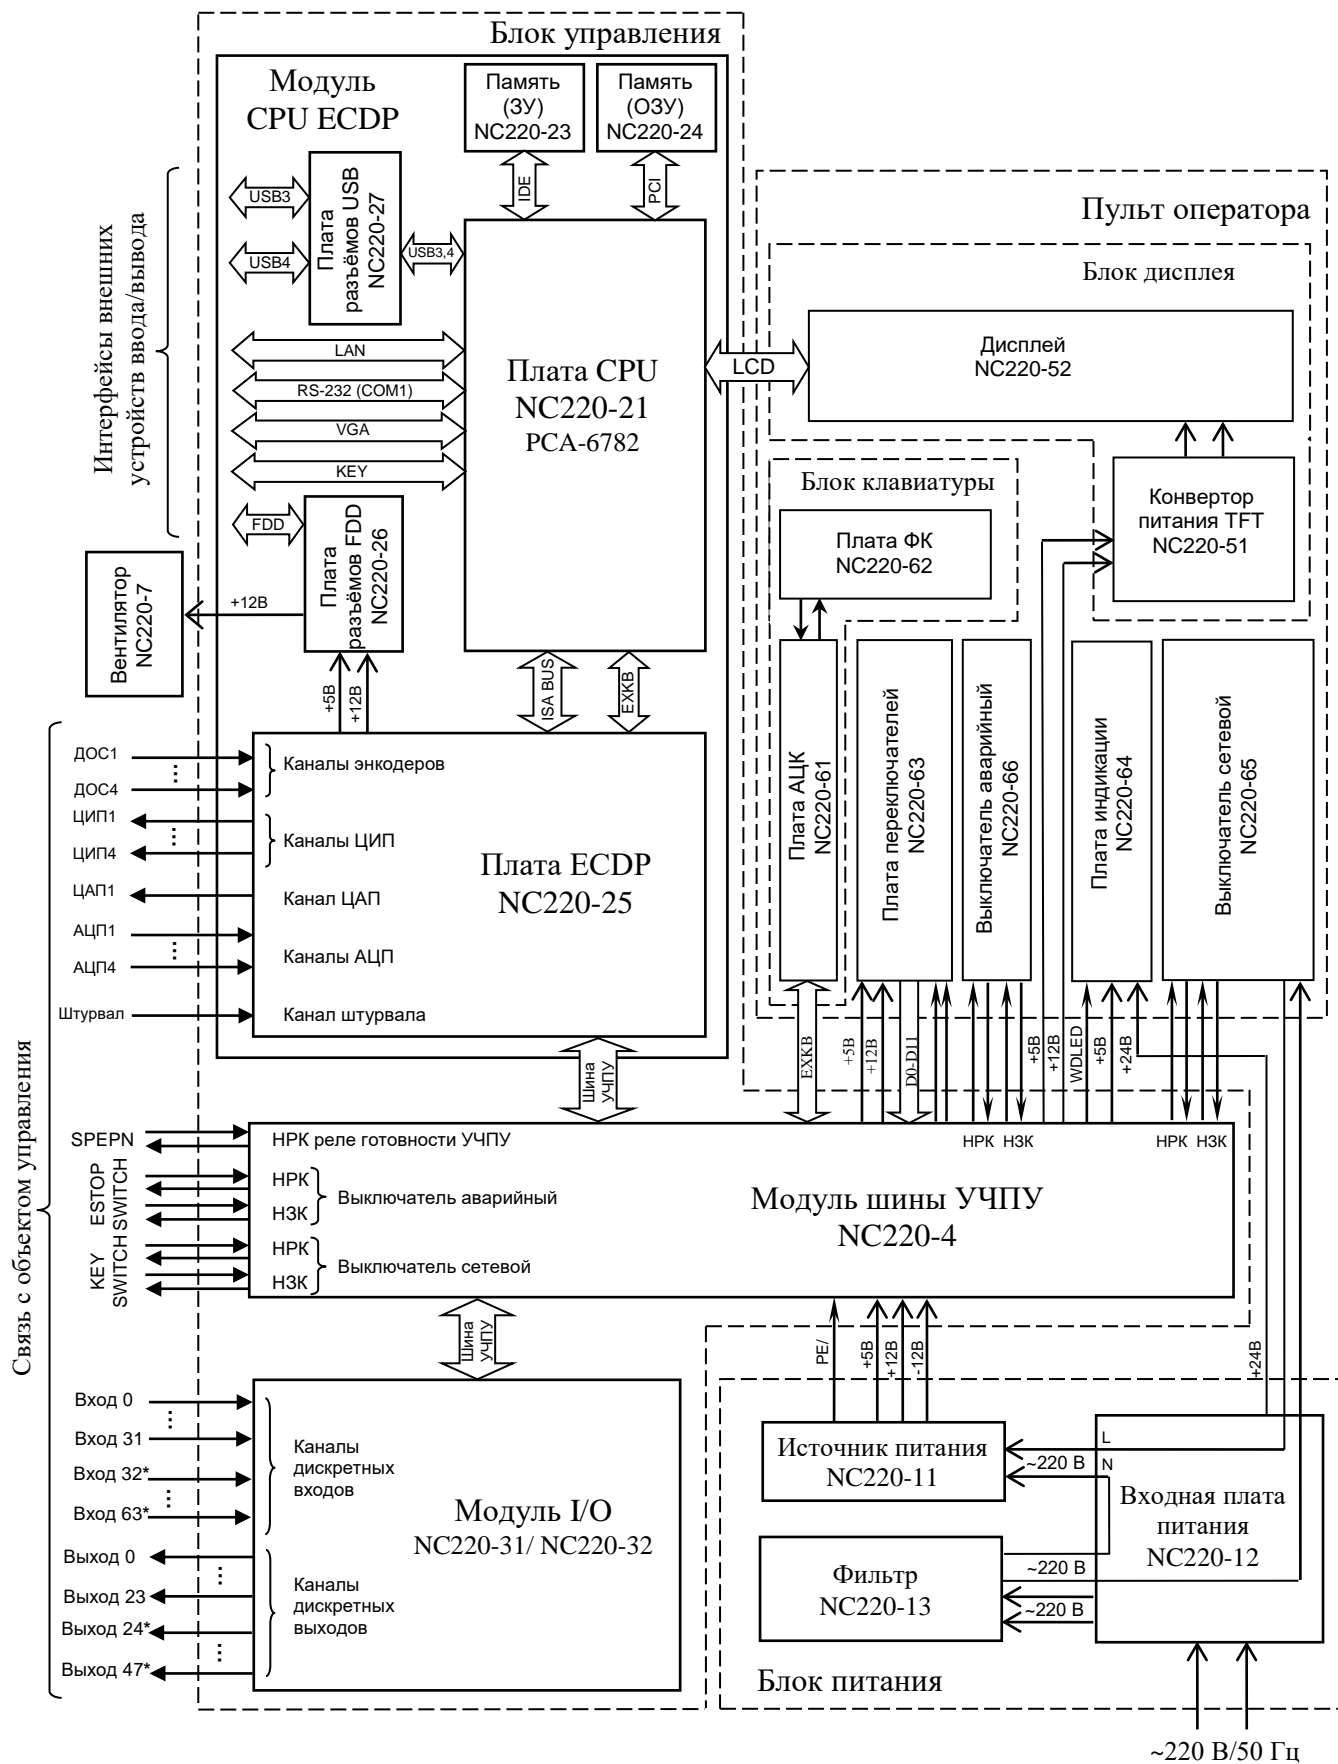 Блок управления
Модуль
CPU ECDP
Память
(ЗУ)
NC220-23
Память
(ОЗУ)
NC220-24
IDE
PCI
Интерфейсы внешних
устройств ввода/вывода
USB3
USB4
Плата
разъёмов USB
NC220-27
USB3,4
LAN
RS-232 (COM1)
VGA
KEY
FDD
Плата
разъёмов FDD
NC220-26
Плата CPU
NC220-21
PCA-6782
LCD
Вентилятор
NC220-7
+12В
+5В
+12В
ISA BUS
EXKB
Пульт оператора
Блок дисплея
Дисплей
NC220-52
Конвертор
питания TFT
NC220-51
Блок клавиатуры
Плата ФК
NC220-62
Плата АЦК
NC220-61
Плата переключателей
NC220-63
Выключатель аварийный
NC220-66
Плата индикации
NC220-64
Выключатель сетевой
NC220-65
Связь с объектом управления
ДОС1
...
ДОС4
Каналы энкодеров
ЦИП1
...
ЦИП4
Каналы ЦИП
ЦАП1
Канал ЦАП
АЦП1
...
АЦП4
Каналы АЦП
Штурвал
Канал штурвала
Плата ECDP
NC220-25
Шина
УЧПУ
EXKB
+5В
+12В
D0-D11
+5В
+12В
WDLED
+5В
+24В
НРК
НЗК
НРК
НЗК
SPEPN
НРК реле готовности УЧПУ
ESTOP
SWITCH
НРК
НЗК
Выключатель аварийный
KEY
SWITCH
НРК
НЗК
Выключатель сетевой
Модуль шины УЧПУ
NC220-4
Шина
УЧПУ
PE/
+5В
+12В
-12В
+24В
Вход 0
...
Вход 31
Вход 32*
...
Вход 63*
Каналы
дискретных
входов
Выход 0
...
Выход 23
Выход 24*
...
Выход 47*
Каналы
дискретных
выходов
Модуль I/O
NC220-31/ NC220-32
Источник питания
NC220-11
L
~220 В
N
Входная плата
питания
NC220-12
Фильтр
NC220-13
~220 В
~220 В
Блок питания
~220 В/50 Гц